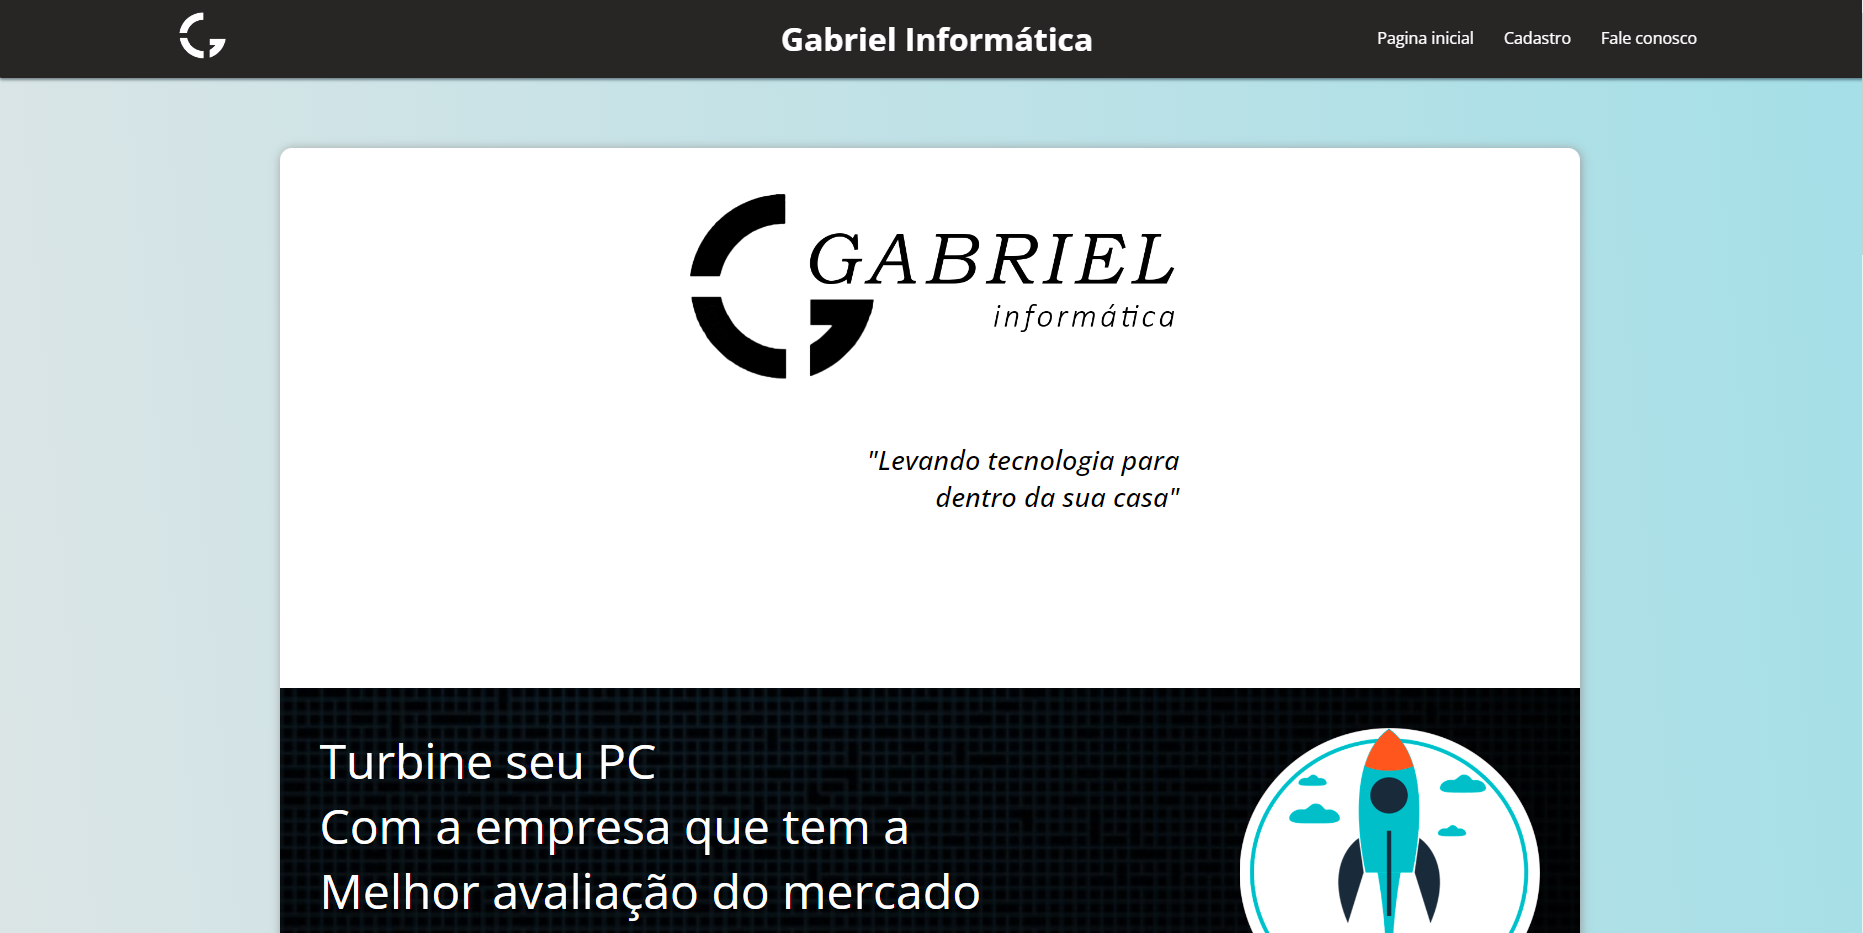 Gabriel Informática
Pagina inicial
Cadastro
Fale conosco
GABRIEL
informática
"Levando tecnologia para
dentro da sua casa"
Turbine seu PC
Com a empresa que tem a
Melhor avaliação do mercado